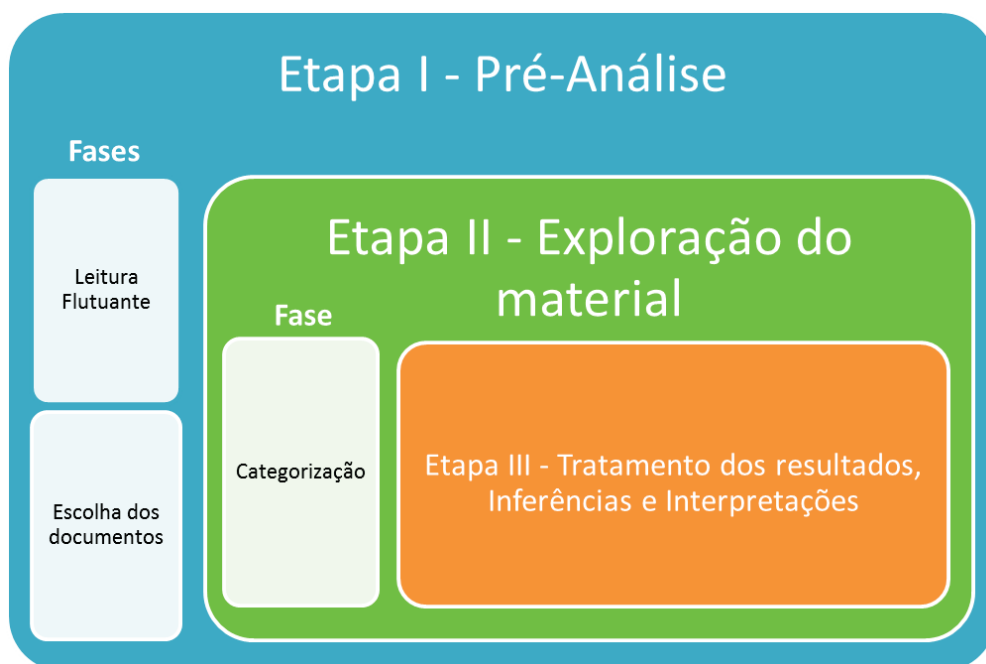 Etapa I - Pré-Análise
Fases
Leitura
Flutuante
Escolha dos
documentos
Etapa II - Exploração do
material
Fase
Categorização
Etapa III - Tratamento dos resultados,
Inferências e Interpretações